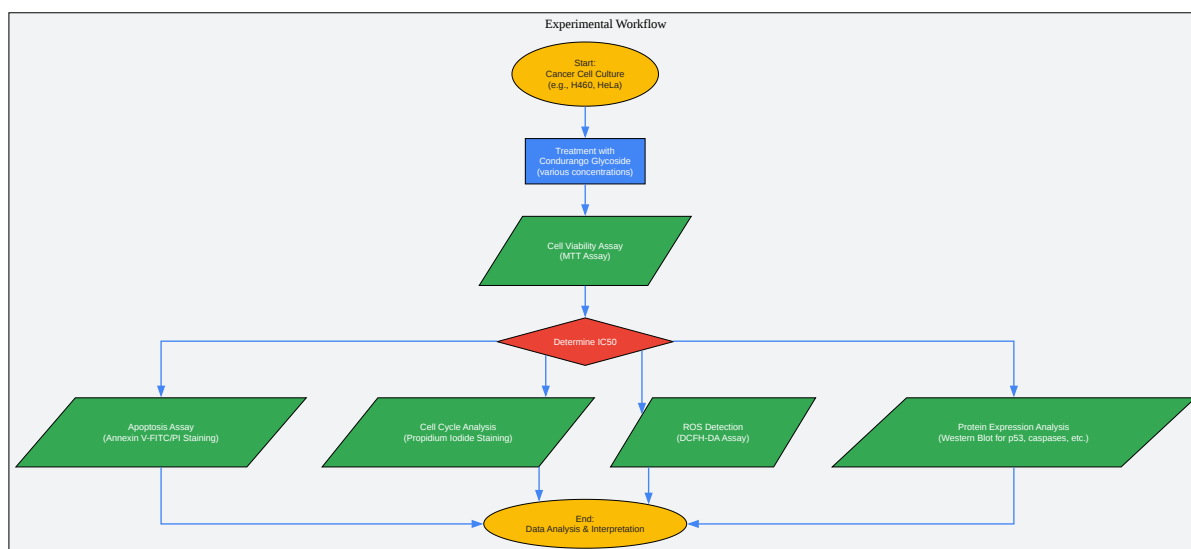 Experimental Workflow
Start:
Cancer Cell Culture
(e.g., H460, HeLa)
Treatment with
Condurango Glycoside
(various concentrations)
Cell Viability Assay
(MTT Assay)
Determine IC50
Apoptosis Assay
(Annexin V-FITC/PI Staining)
Cell Cycle Analysis
(Propidium Iodide Staining)
ROS Detection
(DCFH-DA Assay)
Protein Expression Analysis
(Western Blot for p53, caspases, etc.)
End:
Data Analysis & Interpretation